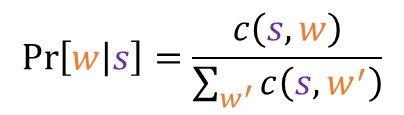 Pr[w|s] = c(s, w) / ∑_{w′} c(s, w′)